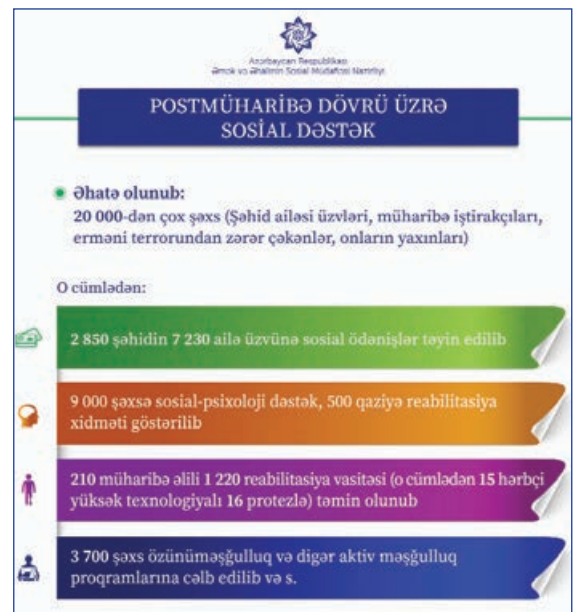 Azərbaycan Respublikası
Əmək və Əhalinin Sosial Müdafiəsi Nazirliyi
POSTMÜHARİBƏ DÖVRÜ ÜZRƏ
SOSİAL DƏSTƏK
Əhatə olunub:
20 000-dən çox şəxs (Şəhid ailəsi üzvləri, müharibə iştirakçıları,
erməni terrorundan zərər çəkənlər, onların yaxınları)
O cümlədən:
2 850 şəhidin 7 230 ailə üzvünə sosial ödənişlər təyin edilib
9 000 şəxsə sosial-psixoloji dəstək, 500 qaziyə reabilitasiya
xidməti göstərilib
210 müharibə əlili 1 220 reabilitasiya vasitəsi (o cümlədən 15 hərbçi
yüksək texnologiyalı 16 protezlə) təmin olunub
3 700 şəxs özünüməşğulluq və digər aktiv məşğulluq
proqramlarına cəlb edilib və s.